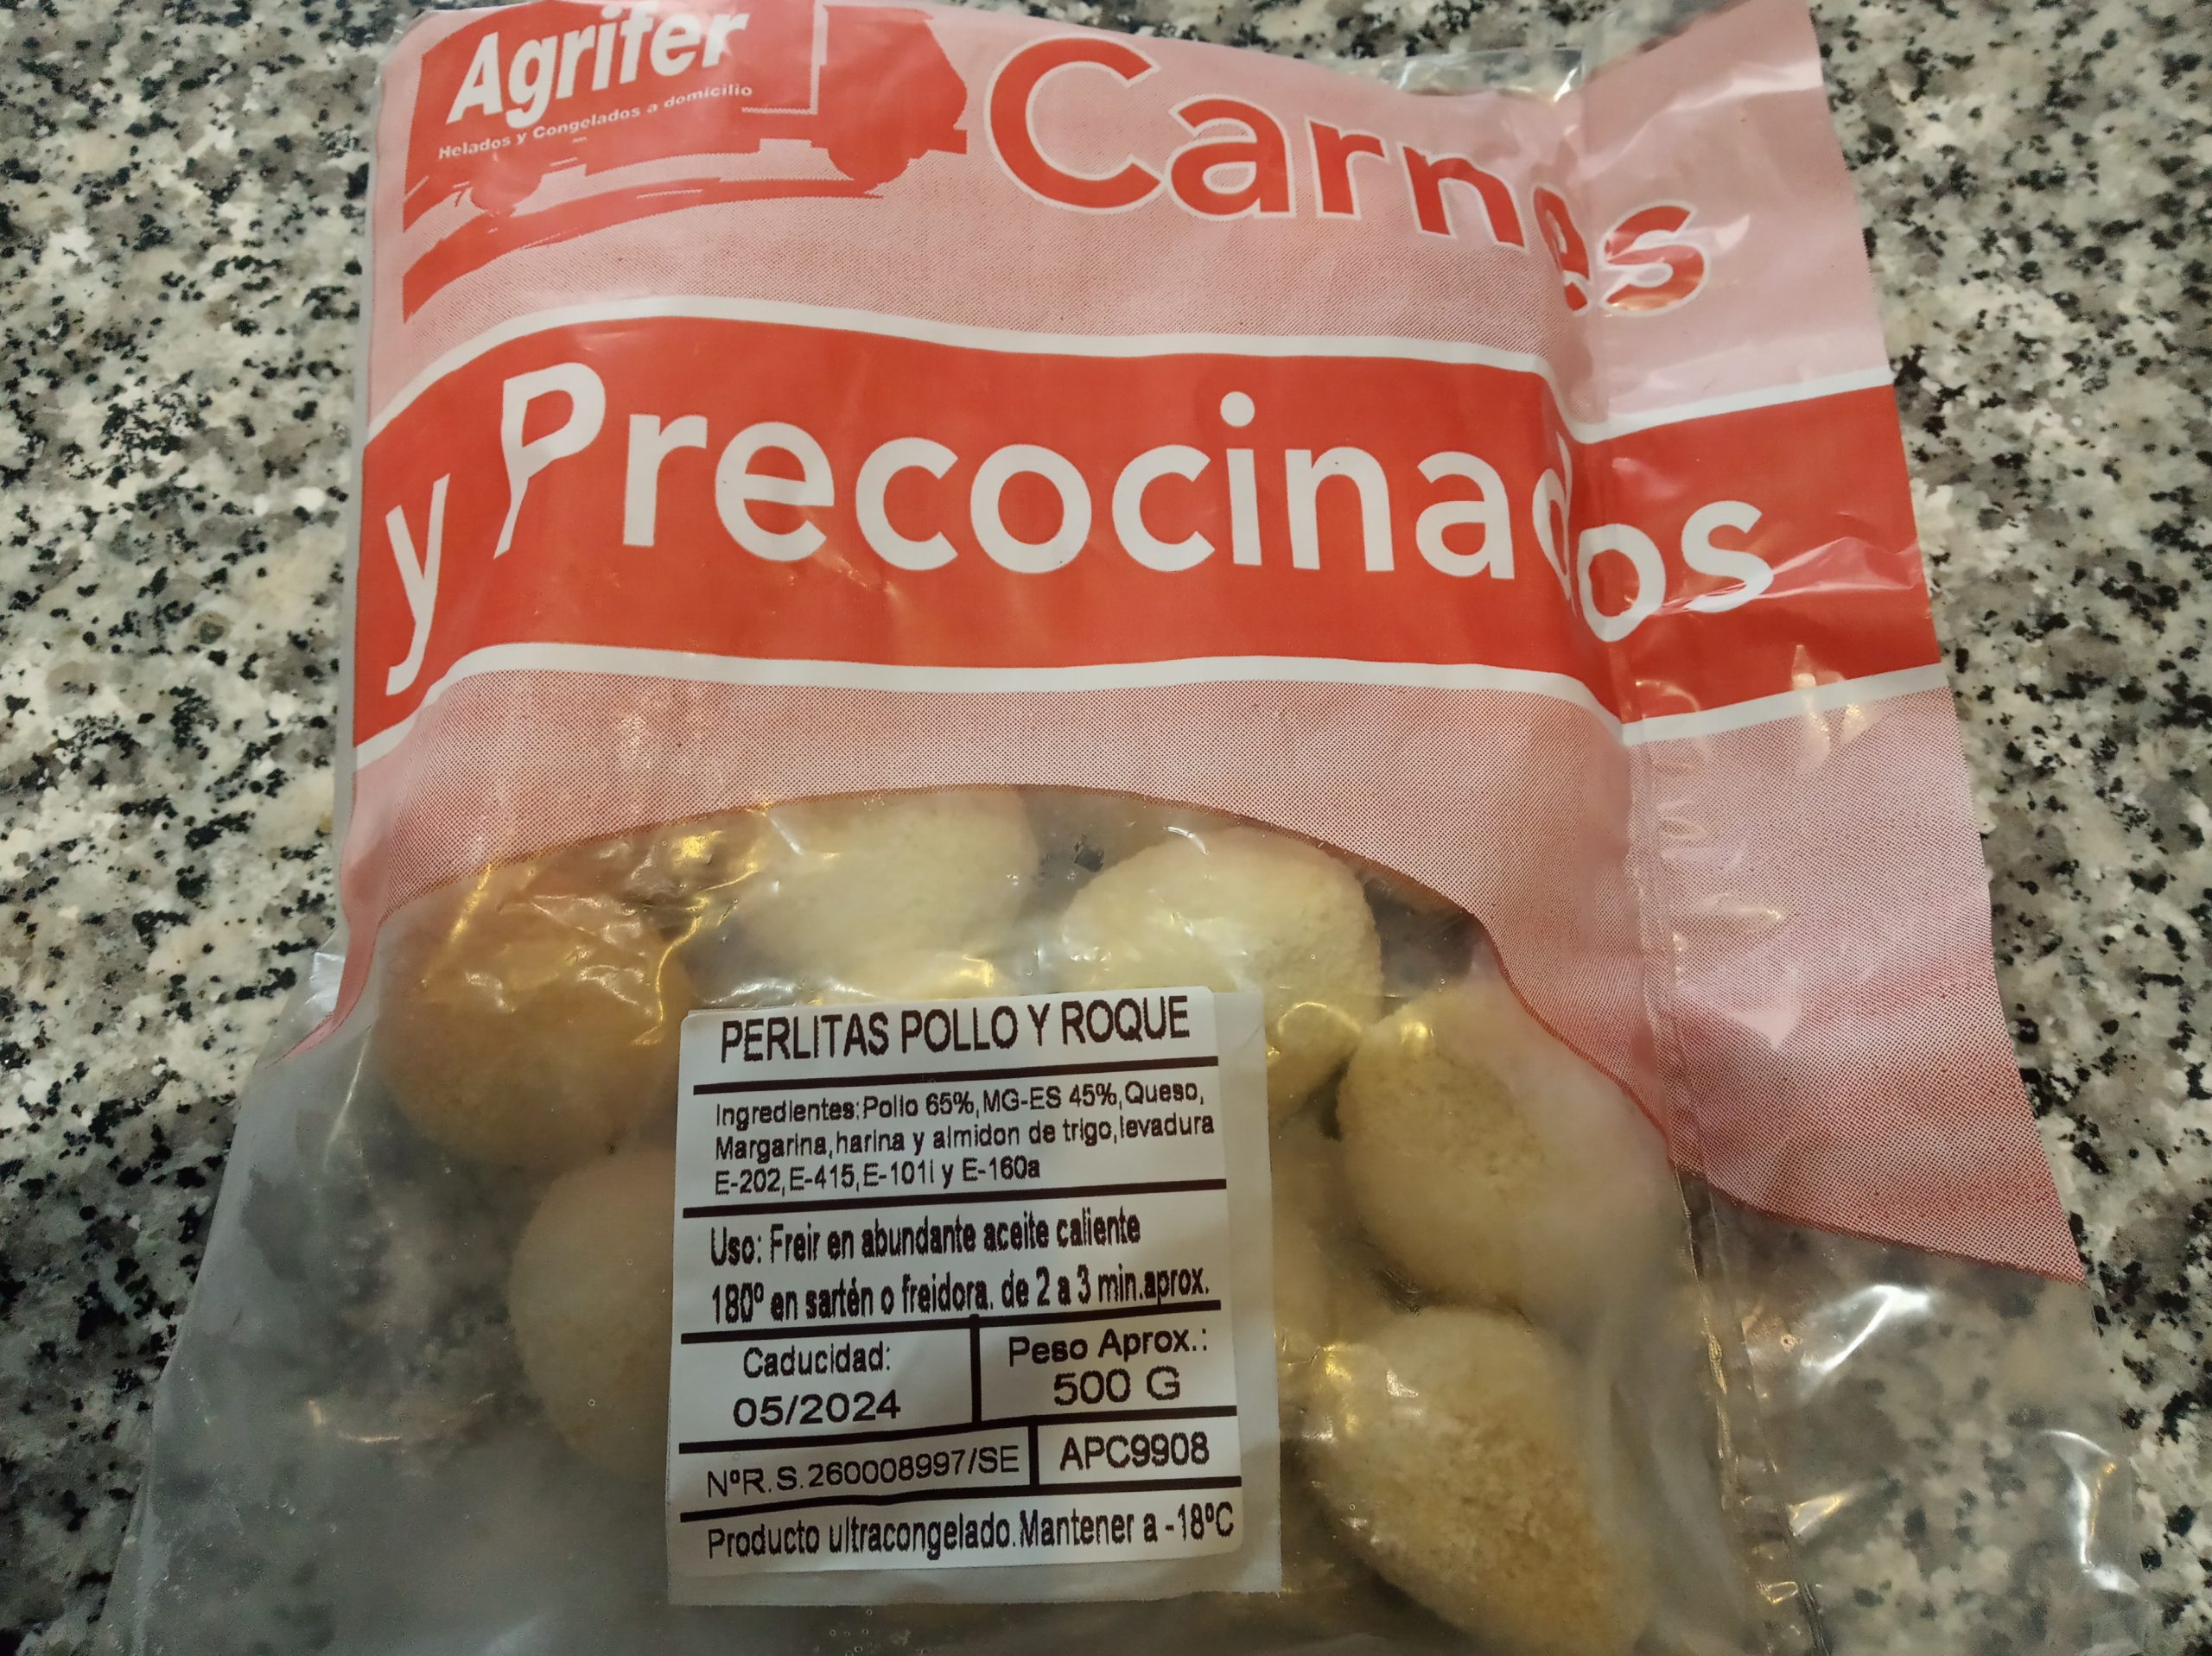 Agrifer
Helados y Congelados a domicilio
Carnes
y Precocinados
PERLITAS POLLO Y ROQUE
Ingredientes:Pollo 65%,MG-ES 45%,Queso,
Margarina,harina y almidon de trigo,levadura
E-202,E-415,E-101i y E-160a
Uso: Freir en abundante aceite caliente
180º en sartén o freidora. de 2 a 3 min.aprox.
Caducidad:
05/2024
Peso Aprox.:
500 G
NºR.S.260008997/SE
APC9908
Producto ultracongelado.Mantener a -18ºC